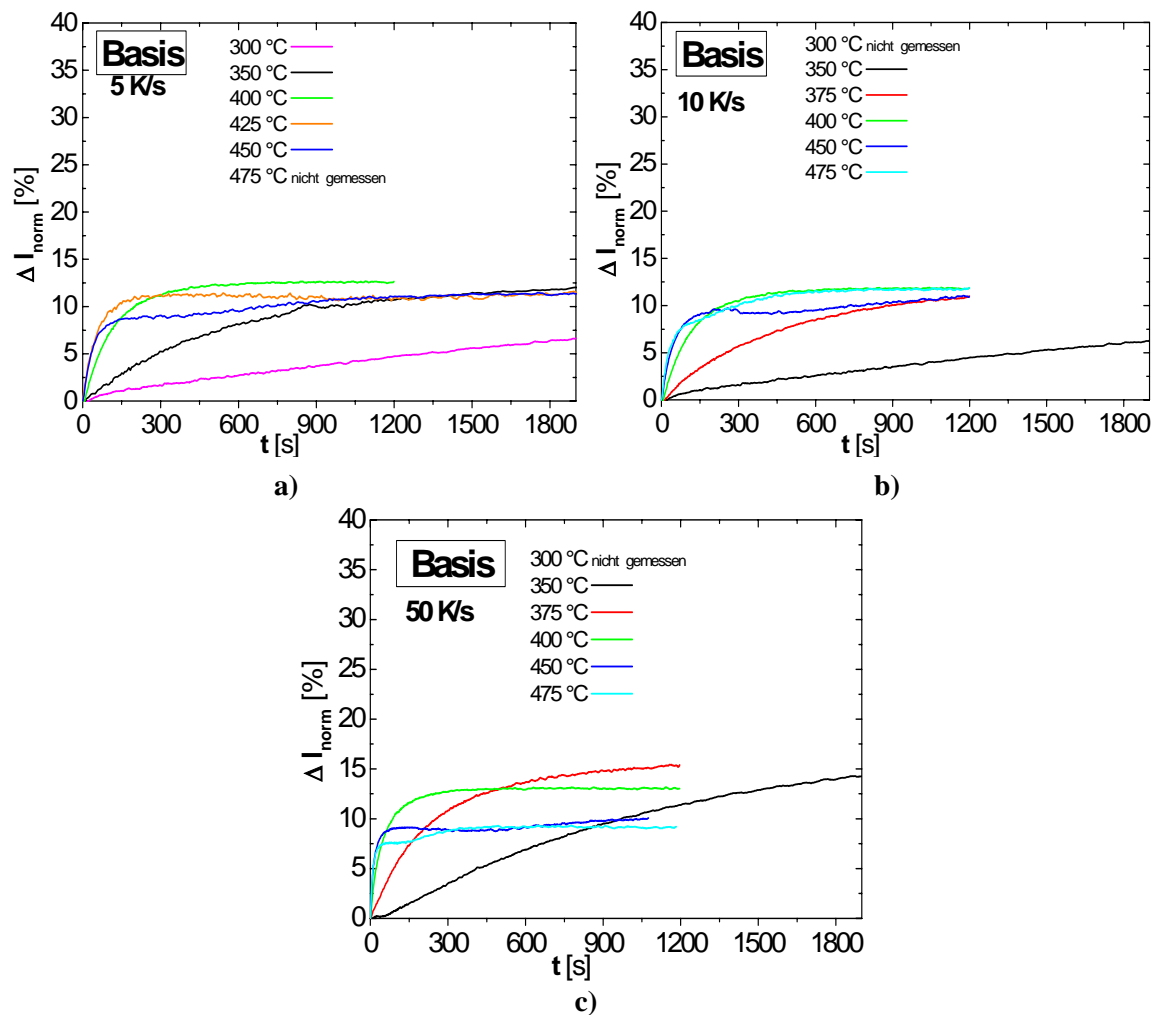 Basis
5 K/s
300 °C
350 °C
400 °C
425 °C
450 °C
475 °C nicht gemessen
40
35
30
25
20
15
10
5
0
Δ I norm [%]
0 300 600 900 1200 1500 1800
t [s]
a)
Basis
10 K/s
300 °C nicht gemessen
350 °C
375 °C
400 °C
450 °C
475 °C
40
35
30
25
20
15
10
5
0
Δ I norm [%]
0 300 600 900 1200 1500 1800
t [s]
b)
Basis
50 K/s
300 °C nicht gemessen
350 °C
375 °C
400 °C
450 °C
475 °C
40
35
30
25
20
15
10
5
0
Δ I norm [%]
0 300 600 900 1200 1500 1800
t [s]
c)